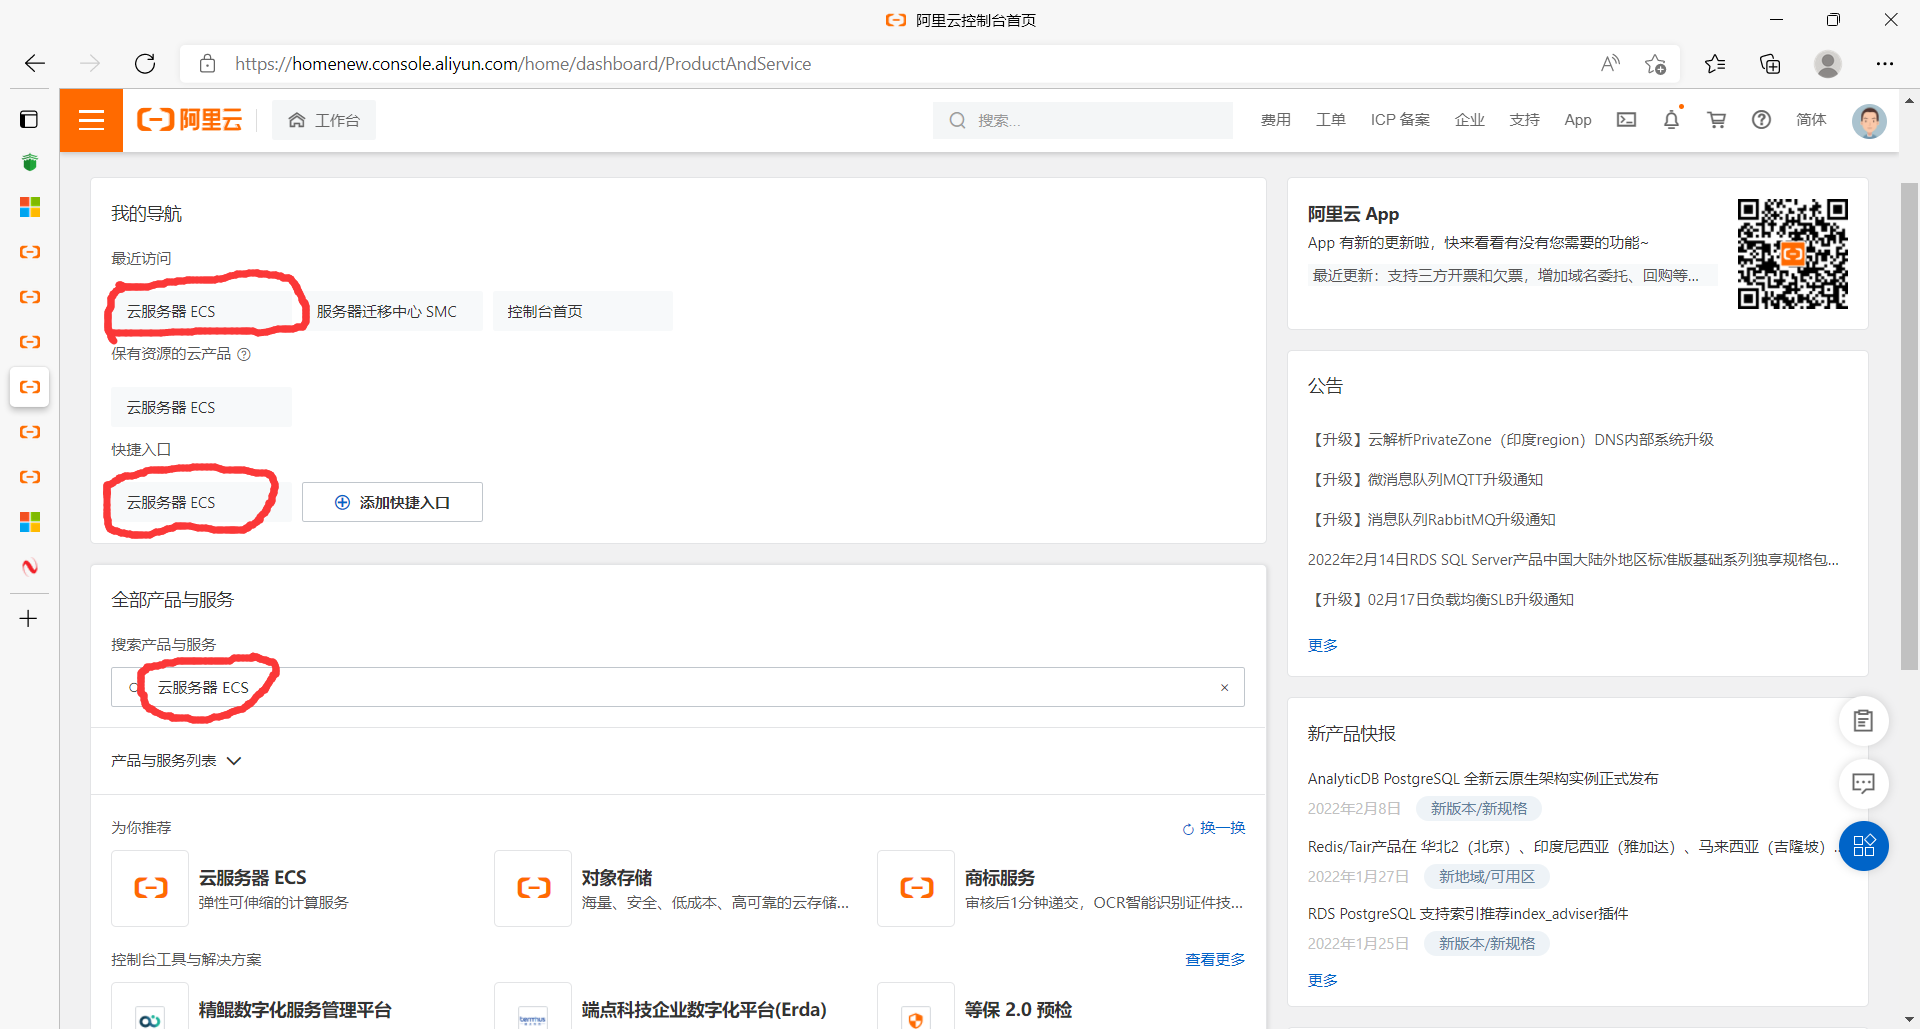 阿里云控制台首页
https://homenew.console.aliyun.com/home/dashboard/ProductAndService
阿里云
工作台
搜索...
费用
工单
ICP 备案
企业
支持
App
简体
我的导航
最近访问
云服务器 ECS
服务器迁移中心 SMC
控制台首页
保有资源的云产品
云服务器 ECS
快捷入口
云服务器 ECS
添加快捷入口
全部产品与服务
搜索产品与服务
云服务器 ECS
产品与服务列表
为你推荐
换一换
云服务器 ECS
弹性可伸缩的计算服务
对象存储
海量、安全、低成本、高可靠的云存储...
商标服务
审核后1分钟递交，OCR智能识别证件技...
控制台工具与解决方案
查看更多
精鲲数字化服务管理平台
端点科技企业数字化平台(Erda)
等保 2.0 预检
阿里云 App
App 有新的更新啦，快来看看有没有您需要的功能~
最近更新：支持三方开票和欠票，增加域名委托、回购等...
公告
【升级】云解析PrivateZone（印度region）DNS内部系统升级
【升级】微消息队列MQTT升级通知
【升级】消息队列RabbitMQ升级通知
2022年2月14日RDS SQL Server产品中国大陆外地区标准版基础系列独享规格包...
【升级】02月17日负载均衡SLB升级通知
更多
新产品快报
AnalyticDB PostgreSQL 全新云原生架构实例正式发布
2022年2月8日
新版本/新规格
Redis/Tair产品在 华北2（北京）、印度尼西亚（雅加达）、马来西亚（吉隆坡）...
2022年1月27日
新地域/可用区
RDS PostgreSQL 支持索引推荐index_adviser插件
2022年1月25日
新版本/新规格
更多